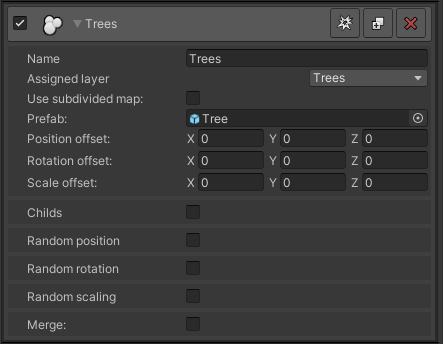 Trees
Name Trees
Assigned layer Trees
Use subdivided map:
Prefab: Tree
Position offset: X 0 Y 0 Z 0
Rotation offset: X 0 Y 0 Z 0
Scale offset: X 0 Y 0 Z 0
Childs
Random position
Random rotation
Random scaling
Merge: